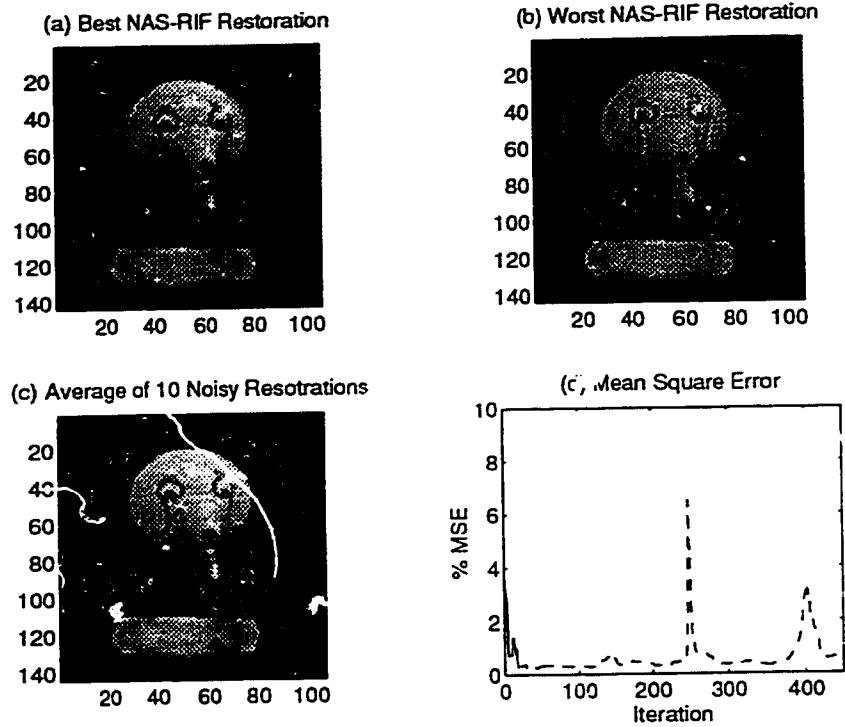 (a) Best NAS-RIF Restoration
20
40
60
80
100
120
140
20 40 60 80 100
(b) Worst NAS-RIF Restoration
20
40
60
80
100
120
140
20 40 60 80 100
(c) Average of 10 Noisy Resotrations
20
40
60
80
100
120
140
20 40 60 80 100
(d) Mean Square Error
10
8
6
4
2
0
% MSE
0 100 200 300 400
Iteration